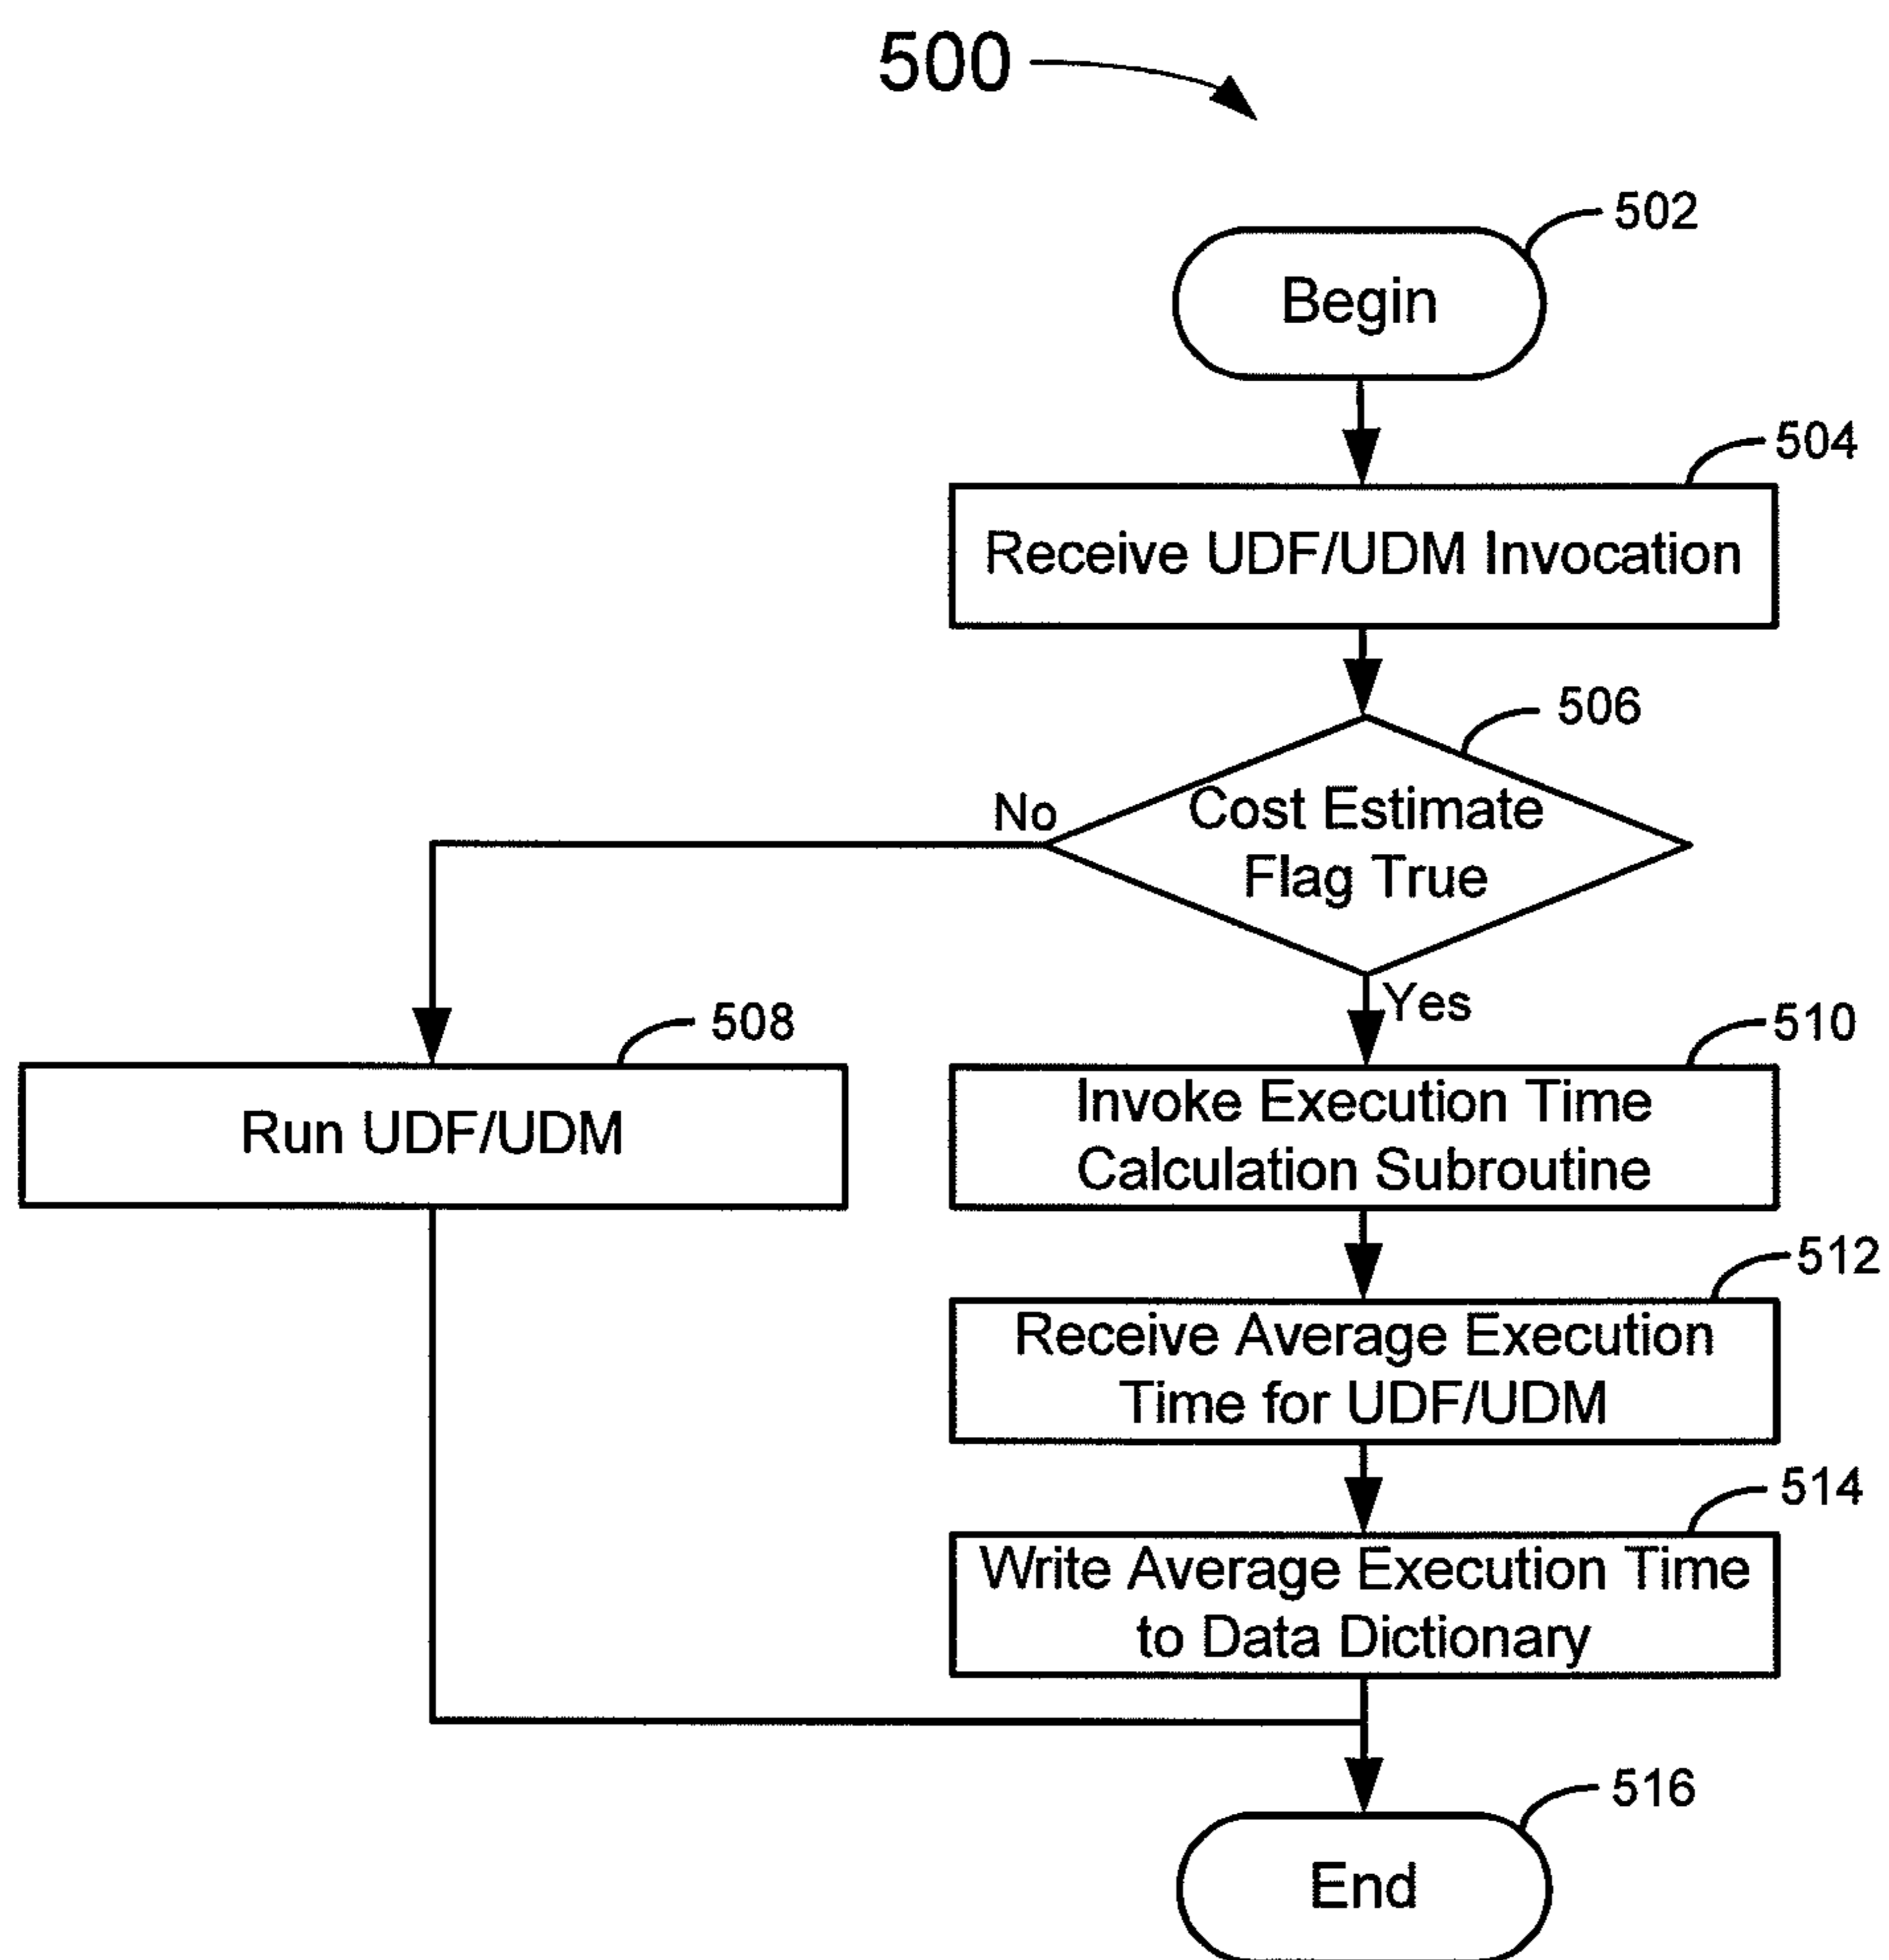 500
502
Begin
504
Receive UDF/UDM Invocation
506
No
Cost Estimate
Flag True
Yes
508
Run UDF/UDM
510
Invoke Execution Time
Calculation Subroutine
512
Receive Average Execution
Time for UDF/UDM
514
Write Average Execution Time
to Data Dictionary
516
End